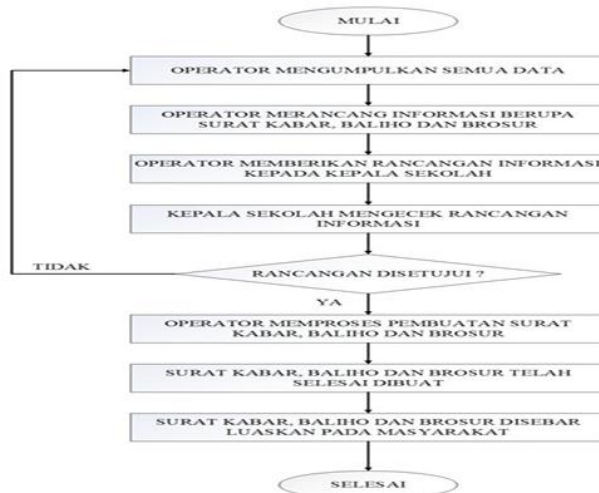 MULAI
OPERATOR MENGUMPULKAN SEMUA DATA
OPERATOR MERANCANG INFORMASI BERUPA
SURAT KABAR, BALIHO DAN BROSUR
OPERATOR MEMBERIKAN RANCANGAN INFORMASI
KEPADA KEPALA SEKOLAH
KEPALA SEKOLAH MENGECEK RANCANGAN
INFORMASI
TIDAK
RANCANGAN DISETUJUI ?
YA
OPERATOR MEMPROSES PEMBUATAN SURAT
KABAR, BALIHO DAN BROSUR
SURAT KABAR, BALIHO DAN BROSUR TELAH
SELESAI DIBUAT
SURAT KABAR, BALIHO DAN BROSUR DISEBAR
LUASKAN PADA MASYARAKAT
SELESAI